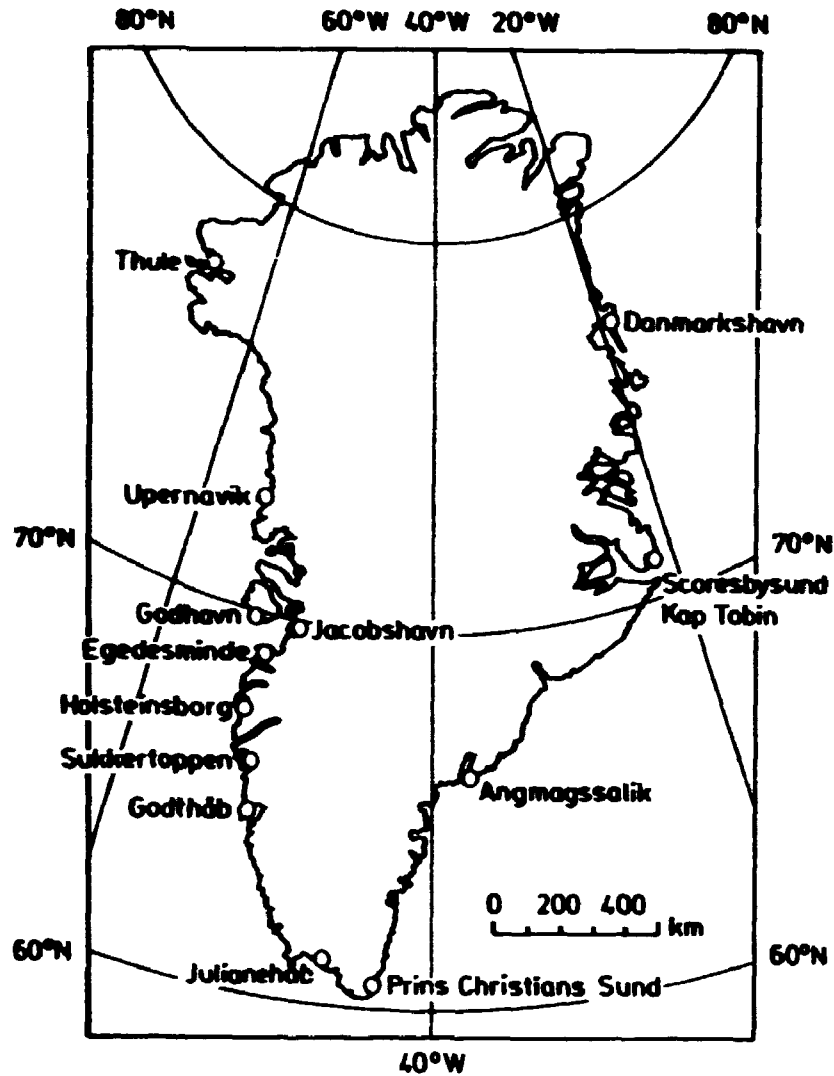 80°N 60°W 40°W 20°W 80°N
Thule
Danmarkshavn
Upernavik
70°N 70°N
Scoresbysund
Kap Tobin
Godhavn
Jacobshavn
Egedesminde
Holsteinsborg
Sukkertoppen
Angmagssalik
Godthåb
0 200 400
km
60°N 60°N
Julianehåb
Prins Christians Sund
40°W